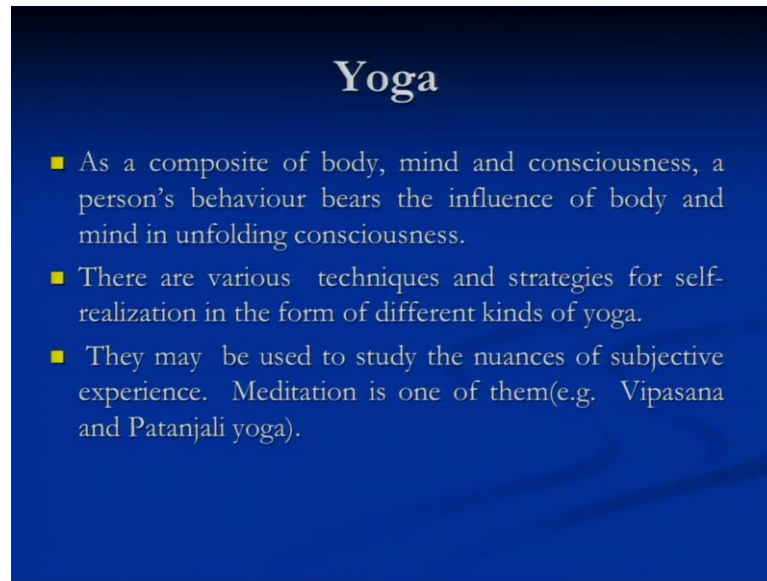 Yoga
As a composite of body, mind and consciousness, a
person's behaviour bears the influence of body and
mind in unfolding consciousness.
There are various techniques and strategies for self-
realization in the form of different kinds of yoga.
They may be used to study the nuances of subjective
experience. Meditation is one of them(e.g. Vipasana
and Patanjali yoga).